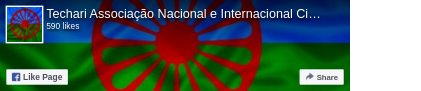 Techari Associação Nacional e Internacional Ci...
590 likes
Like Page
Share